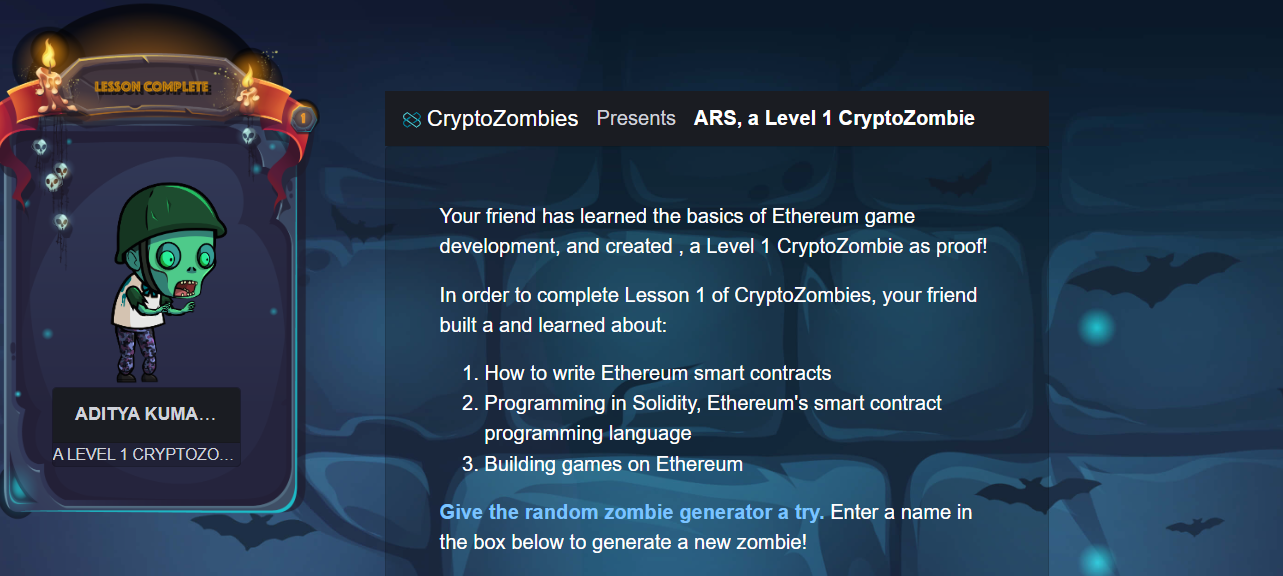 LESSON COMPLETE
1
ADITYA KUMA...
A LEVEL 1 CRYPTOZO...
CryptoZombies Presents ARS, a Level 1 CryptoZombie
Your friend has learned the basics of Ethereum game
development, and created , a Level 1 CryptoZombie as proof!
In order to complete Lesson 1 of CryptoZombies, your friend
built a and learned about:
1. How to write Ethereum smart contracts
2. Programming in Solidity, Ethereum's smart contract
programming language
3. Building games on Ethereum
Give the random zombie generator a try. Enter a name in
the box below to generate a new zombie!